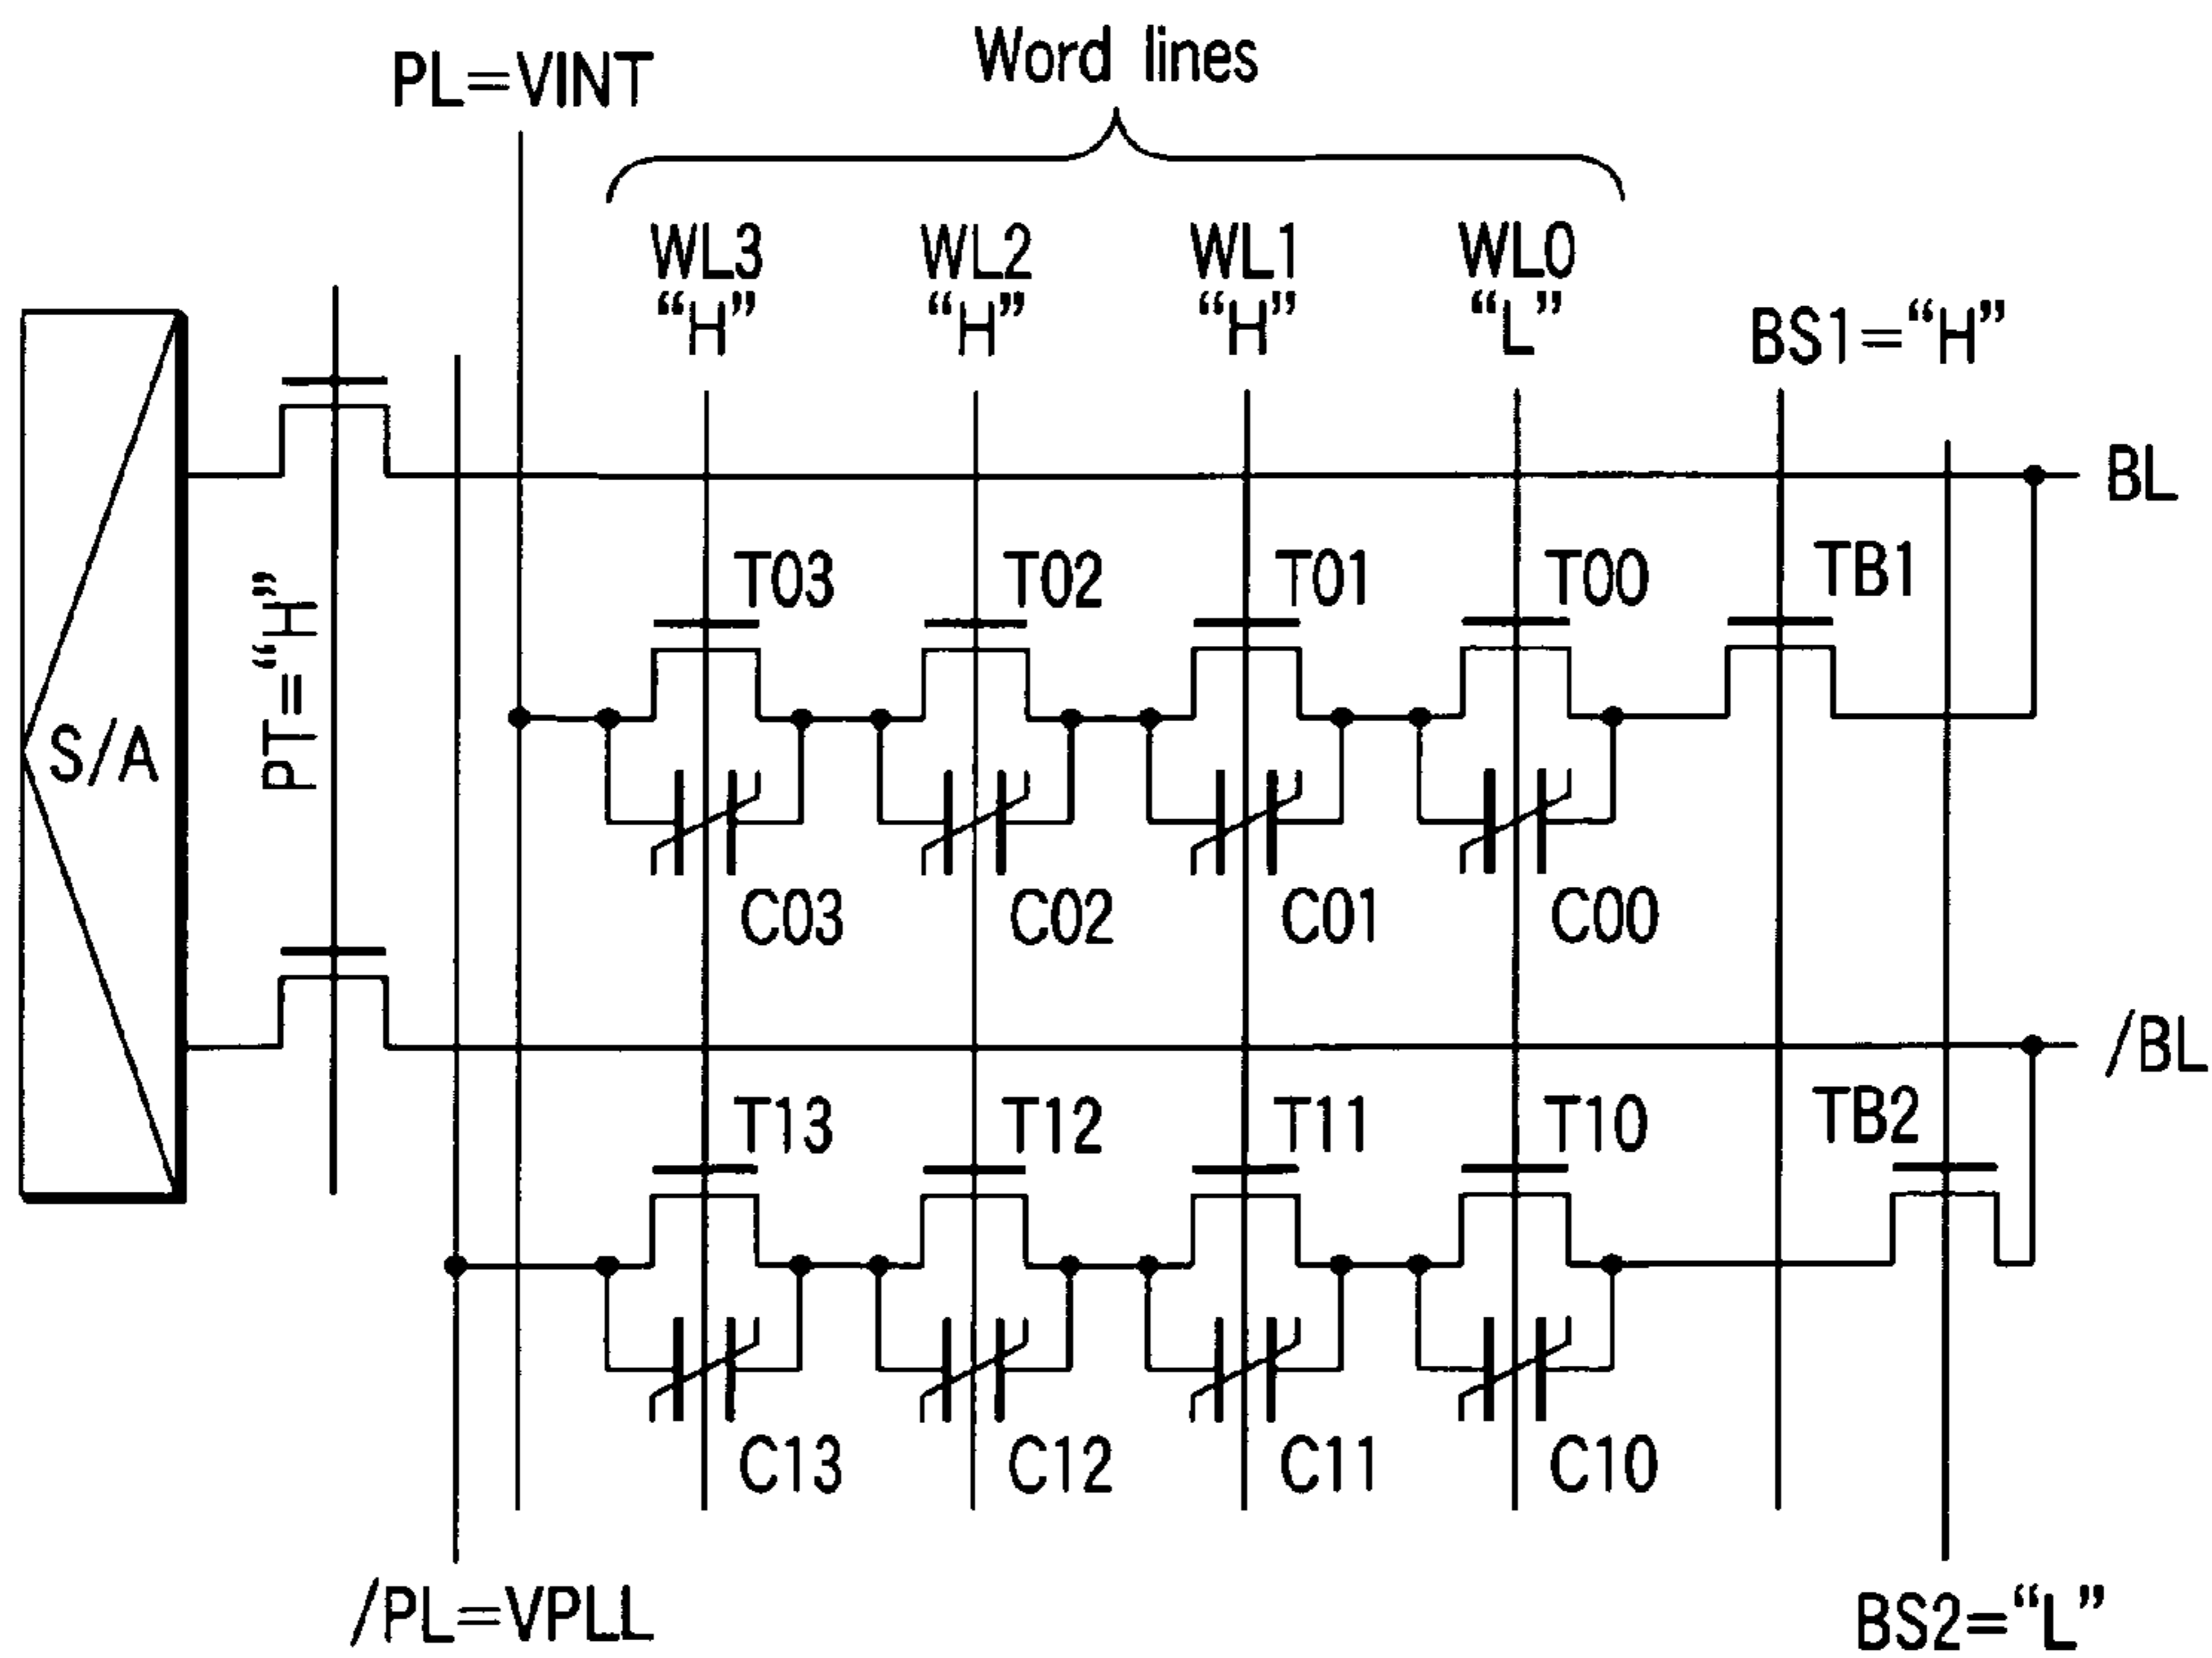 Word lines
PL=VINT
WL3 WL2 WL1 WL0
“H” “H” “H” “L”
BS1=“H”
BL
T03 T02 T01 T00 TB1
PT=“H”
S/A
C03 C02 C01 C00
/BL
T13 T12 T11 T10 TB2
C13 C12 C11 C10
/PL=VPLL
BS2=“L”